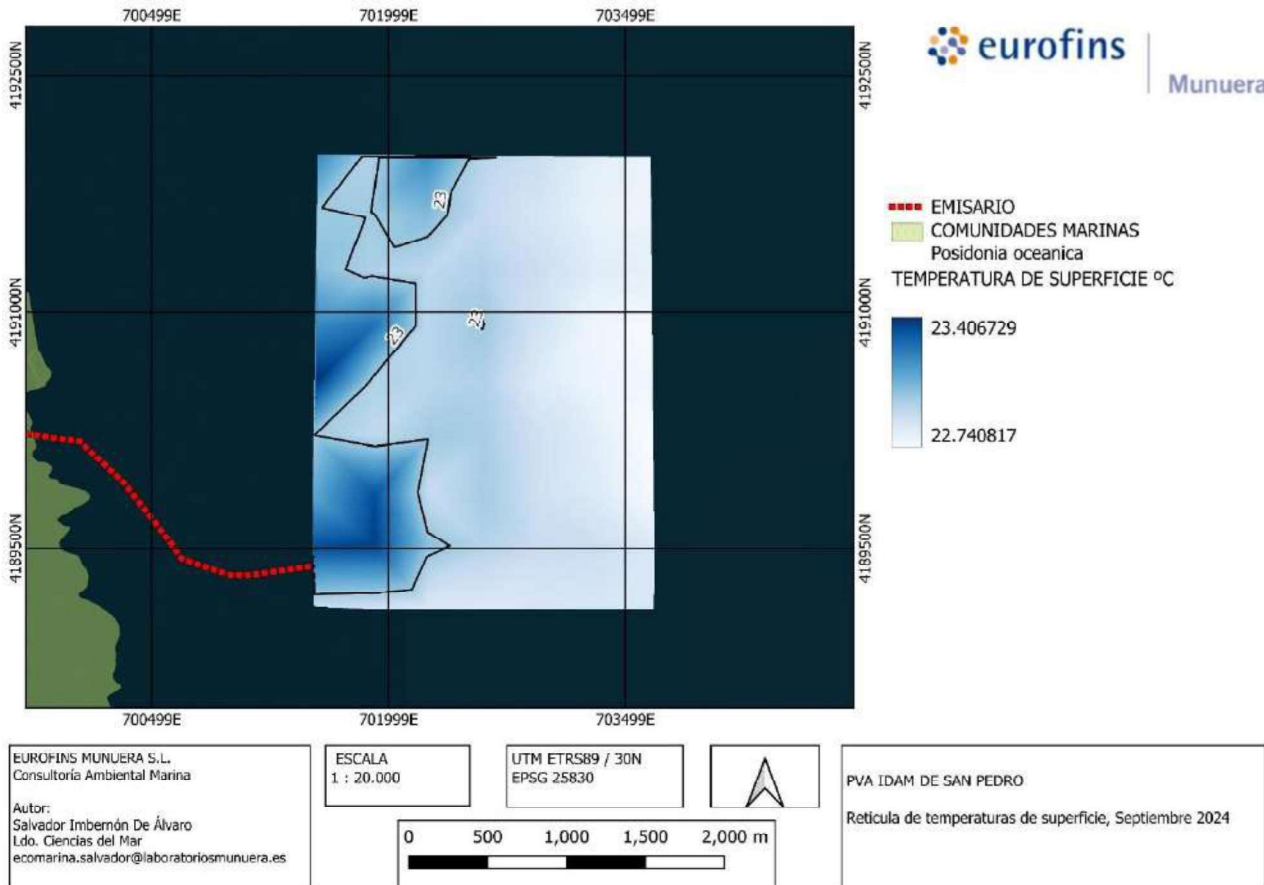 700499E
701999E
703499E
4192500N
4192500N
4191000N
4191000N
4189500N
4189500N
23
23
23
700499E
701999E
703499E
eurofins
Munuera
EMISARIO
COMUNIDADES MARINAS
Posidonia oceanica
TEMPERATURA DE SUPERFICIE ºC
23.406729
22.740817
EUROFINS MUNUERA S.L.
Consultoría Ambiental Marina
Autor:
Salvador Imbernón De Álvaro
Ldo. Ciencias del Mar
ecomarina.salvador@laboratoriosmunuera.es
ESCALA
1 : 20.000
UTM ETRS89 / 30N
EPSG 25830
0 500 1,000 1,500 2,000 m
PVA IDAM DE SAN PEDRO
Reticula de temperaturas de superficie, Septiembre 2024